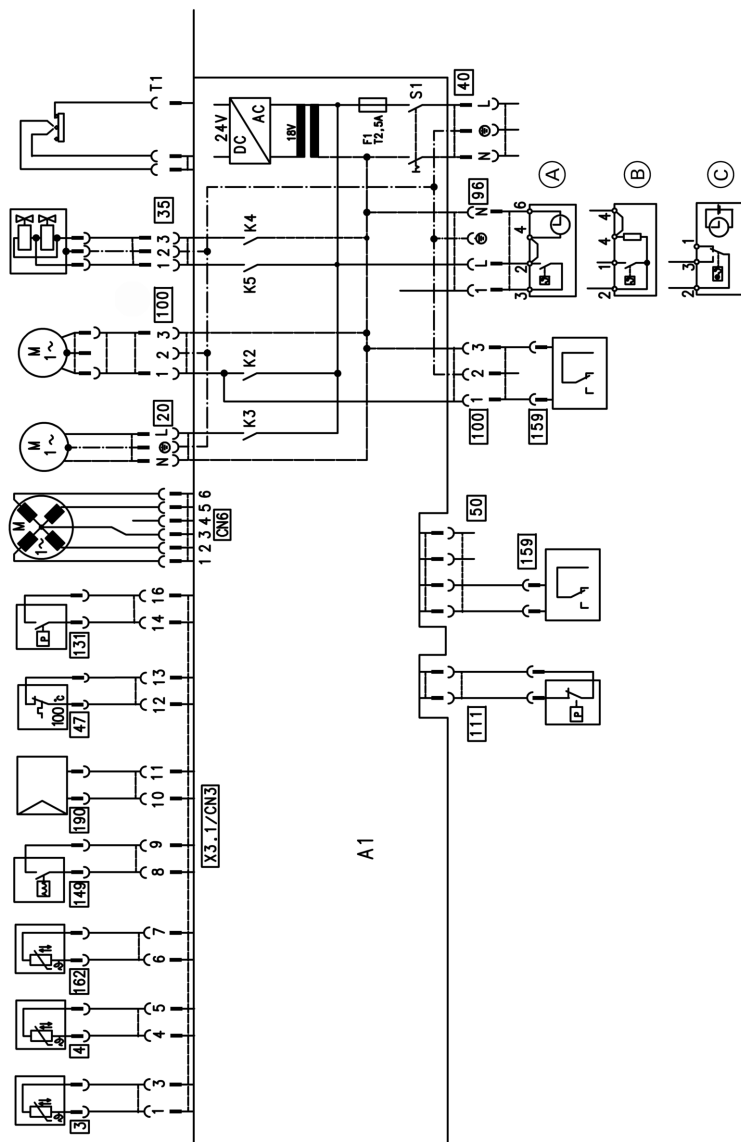 T1
24V
DC
AC
18V
F1
T2,5A
S1
40
L
N
35
3
2
1
K4
K5
96
N
L
1
6
4
2
3
A
4
4
1
2
B
1
3
2
C
M
1~
100
3
2
1
K2
3
2
1
100
159
M
1~
20
L
N
K3
M
1~
6
5
4
3
2
1
CN6
50
159
P
131
16
14
100°c
47
13
12
P
111
190
11
10
X3.1/CN3
149
9
8
A1
ϑ
162
7
6
ϑ
4
5
4
ϑ
3
3
1